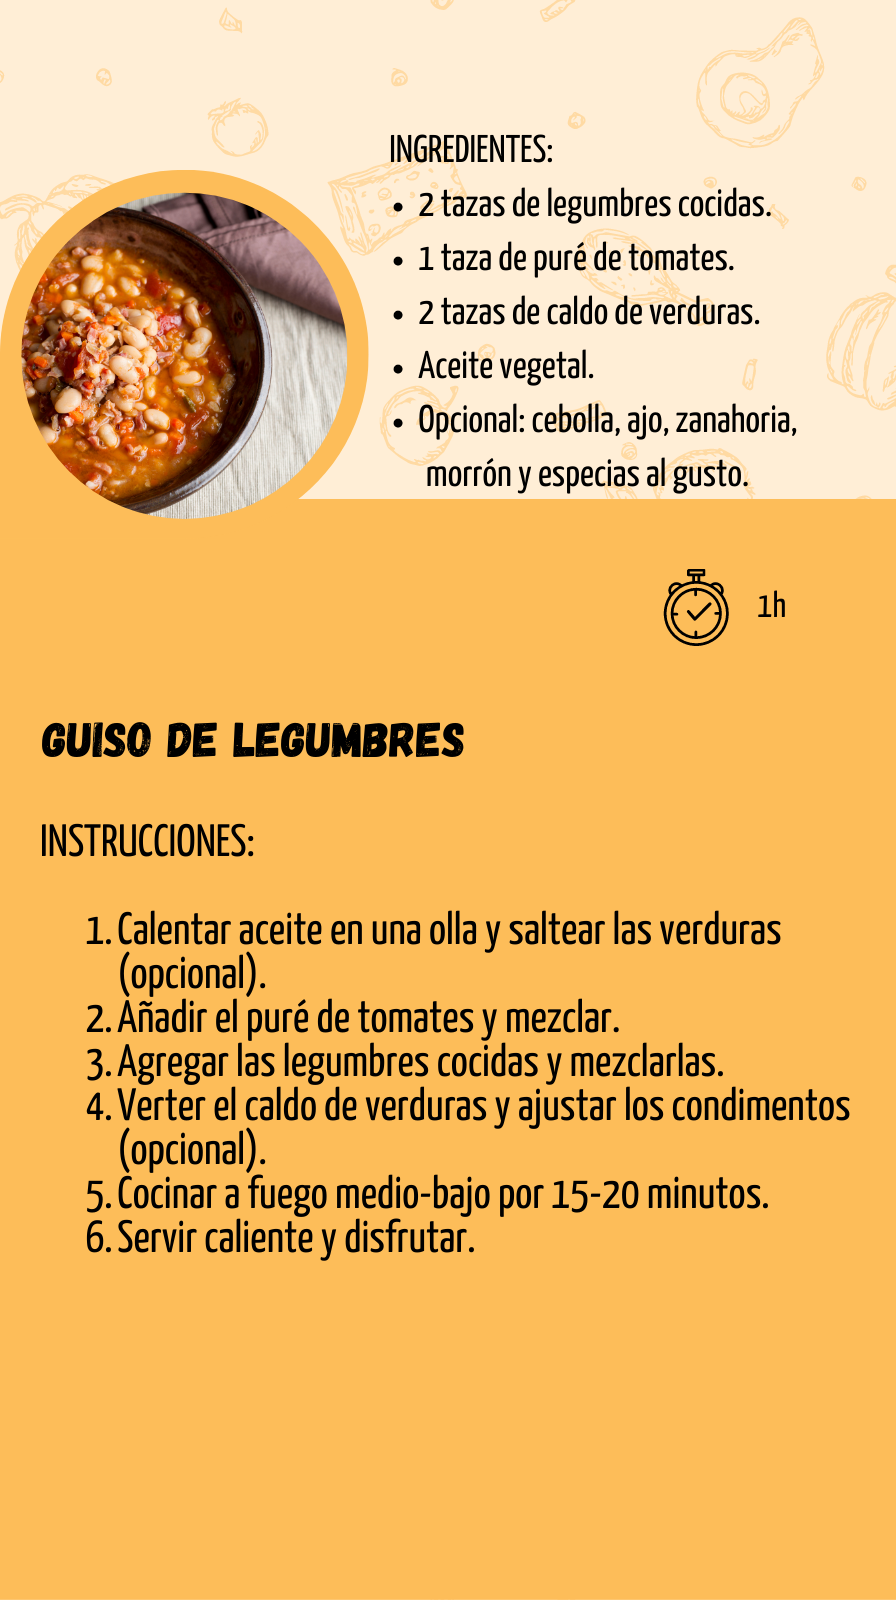 INGREDIENTES:
• 2 tazas de legumbres cocidas.
• 1 taza de puré de tomates.
• 2 tazas de caldo de verduras.
• Aceite vegetal.
• Opcional: cebolla, ajo, zanahoria,
morrón y especias al gusto.
1h
GUISO DE LEGUMBRES
INSTRUCCIONES:
1. Calentar aceite en una olla y saltear las verduras
(opcional).
2. Añadir el puré de tomates y mezclar.
3. Agregar las legumbres cocidas y mezclarlas.
4. Verter el caldo de verduras y ajustar los condimentos
(opcional).
5. Cocinar a fuego medio-bajo por 15-20 minutos.
6. Servir caliente y disfrutar.